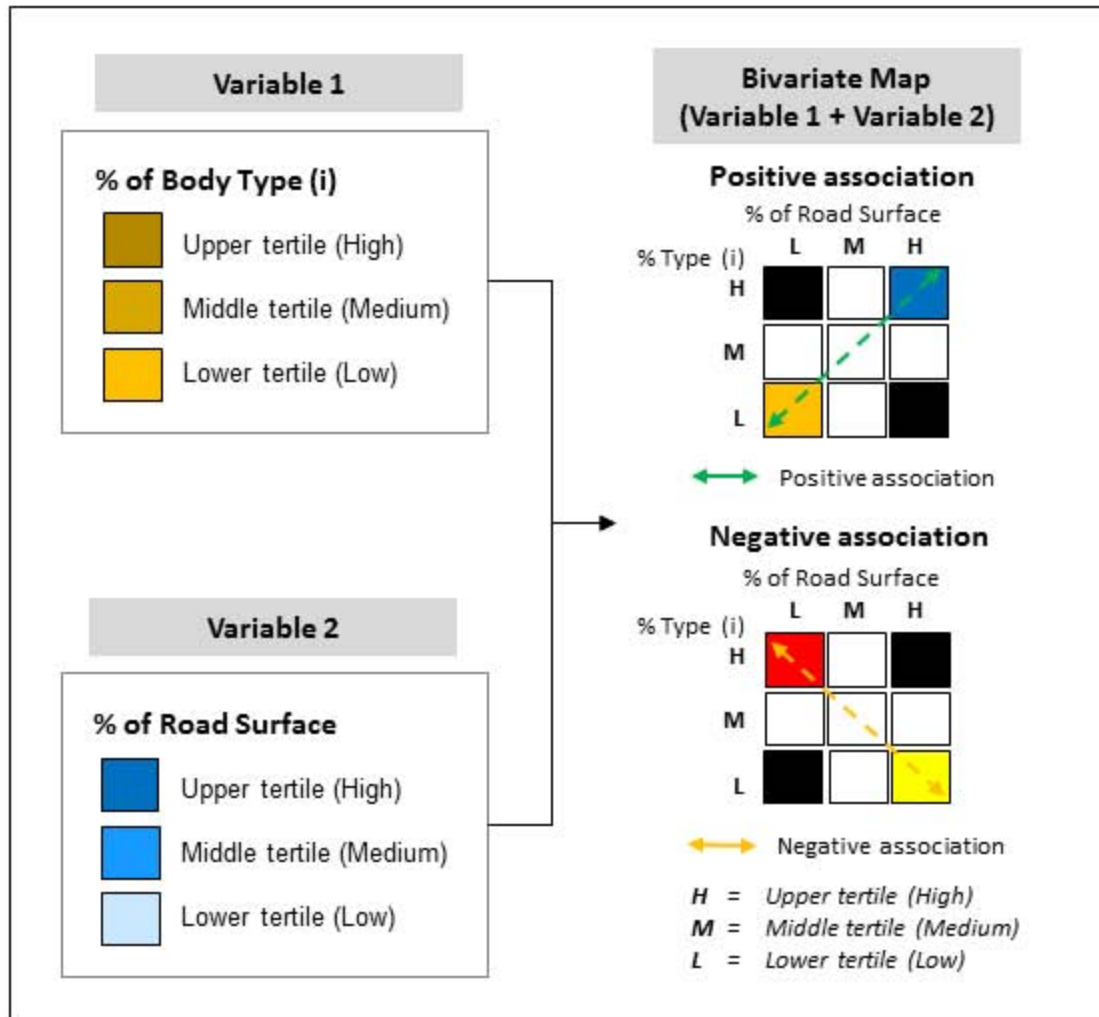 Variable 1
% of Body Type (i)
Upper tertile (High)
Middle tertile (Medium)
Lower tertile (Low)
Variable 2
% of Road Surface
Upper tertile (High)
Middle tertile (Medium)
Lower tertile (Low)
Bivariate Map
(Variable 1 + Variable 2)
Positive association
% of Road Surface
L M H
% Type (i)
H
M
L
Positive association
Negative association
% of Road Surface
L M H
% Type (i)
H
M
L
Negative association
H = Upper tertile (High)
M = Middle tertile (Medium)
L = Lower tertile (Low)